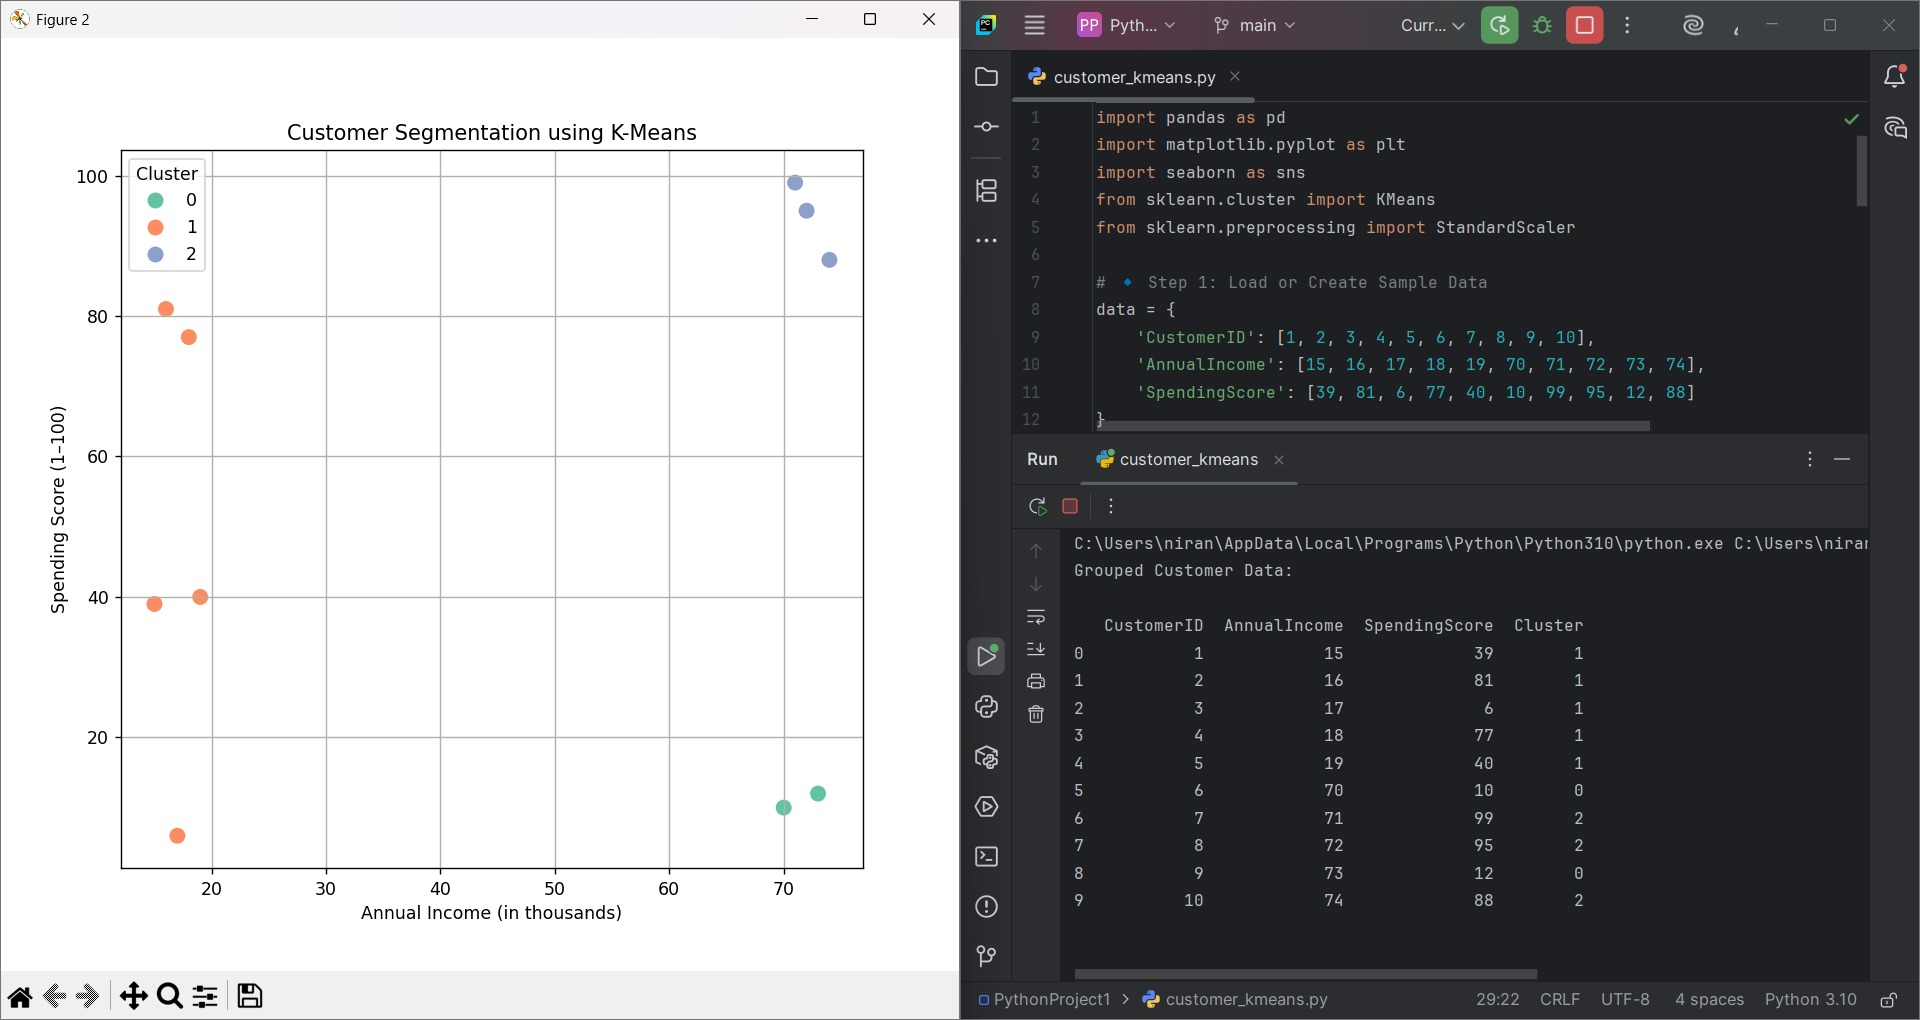 Figure 2
Customer Segmentation using K-Means
Cluster
0
1
2
100
80
60
40
20
Spending Score (1–100)
20 30 40 50 60 70
Annual Income (in thousands)
PC
PP Pyth... main Curr...
customer_kmeans.py
1 import pandas as pd
2 import matplotlib.pyplot as plt
3 import seaborn as sns
4 from sklearn.cluster import KMeans
5 from sklearn.preprocessing import StandardScaler
6
7 # 🔹 Step 1: Load or Create Sample Data
8 data = {
9 'CustomerID': [1, 2, 3, 4, 5, 6, 7, 8, 9, 10],
10 'AnnualIncome': [15, 16, 17, 18, 19, 70, 71, 72, 73, 74],
11 'SpendingScore': [39, 81, 6, 77, 40, 10, 99, 95, 12, 88]
12 }
Run customer_kmeans
C:\Users\niran\AppData\Local\Programs\Python\Python310\python.exe C:\Users\niran
Grouped Customer Data:
CustomerID AnnualIncome SpendingScore Cluster
0 1 15 39 1
1 2 16 81 1
2 3 17 6 1
3 4 18 77 1
4 5 19 40 1
5 6 70 10 0
6 7 71 99 2
7 8 72 95 2
8 9 73 12 0
9 10 74 88 2
PythonProject1 > customer_kmeans.py 29:22 CRLF UTF-8 4 spaces Python 3.10